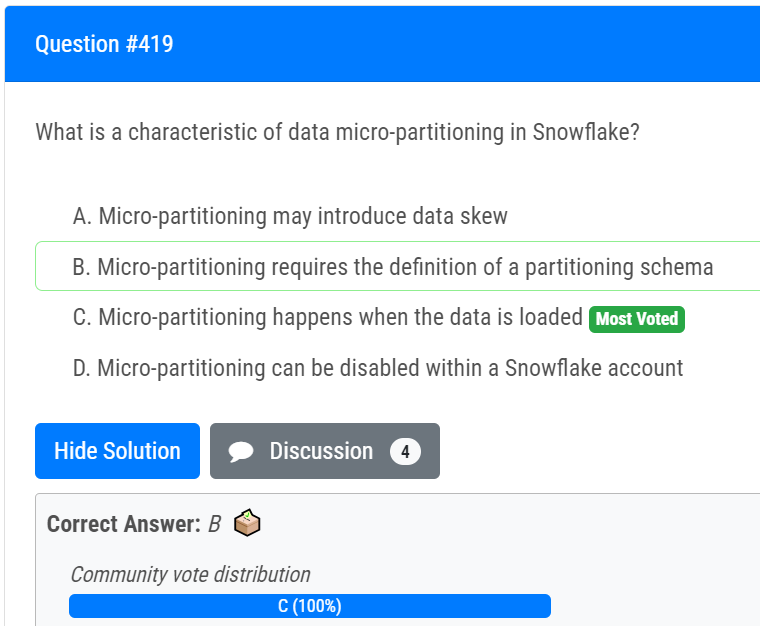 Question #419
What is a characteristic of data micro-partitioning in Snowflake?
A. Micro-partitioning may introduce data skew
B. Micro-partitioning requires the definition of a partitioning schema
C. Micro-partitioning happens when the data is loaded Most Voted
D. Micro-partitioning can be disabled within a Snowflake account
Hide Solution Discussion 4
Correct Answer: B
Community vote distribution
C (100%)